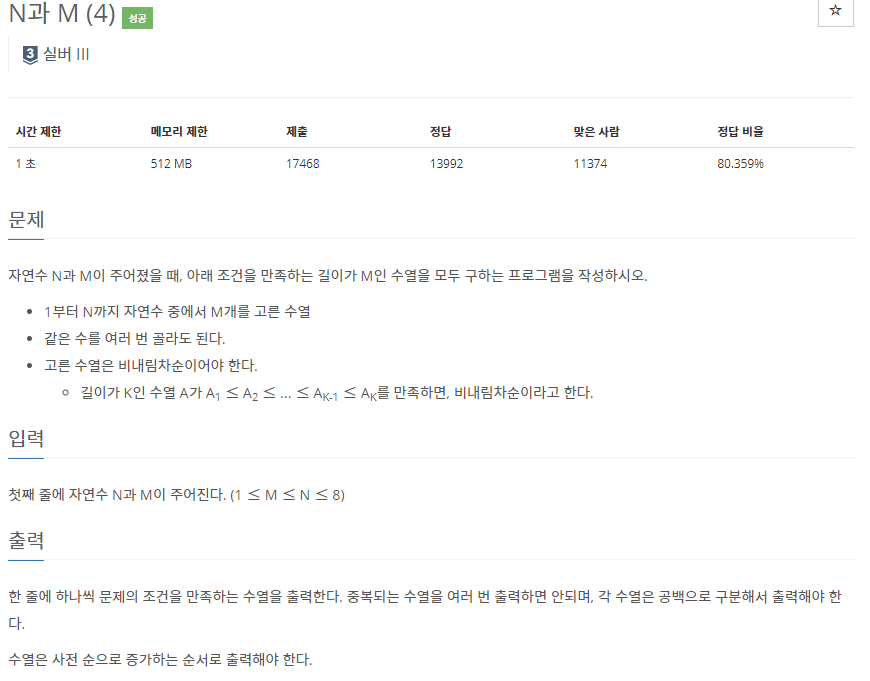 N과 M (4) 성공
☆
3 실버 III
시간 제한 메모리 제한 제출 정답 맞은 사람 정답 비율
1 초 512 MB 17468 13992 11374 80.359%
문제
자연수 N과 M이 주어졌을 때, 아래 조건을 만족하는 길이가 M인 수열을 모두 구하는 프로그램을 작성하시오.
• 1부터 N까지 자연수 중에서 M개를 고른 수열
• 같은 수를 여러 번 골라도 된다.
• 고른 수열은 비내림차순이어야 한다.
◦ 길이가 K인 수열 A가 A₁ ≤ A₂ ≤ ... ≤ Aₖ₋₁ ≤ Aₖ를 만족하면, 비내림차순이라고 한다.
입력
첫째 줄에 자연수 N과 M이 주어진다. (1 ≤ M ≤ N ≤ 8)
출력
한 줄에 하나씩 문제의 조건을 만족하는 수열을 출력한다. 중복되는 수열을 여러 번 출력하면 안되며, 각 수열은 공백으로 구분해서 출력해야 한
다.
수열은 사전 순으로 증가하는 순서로 출력해야 한다.